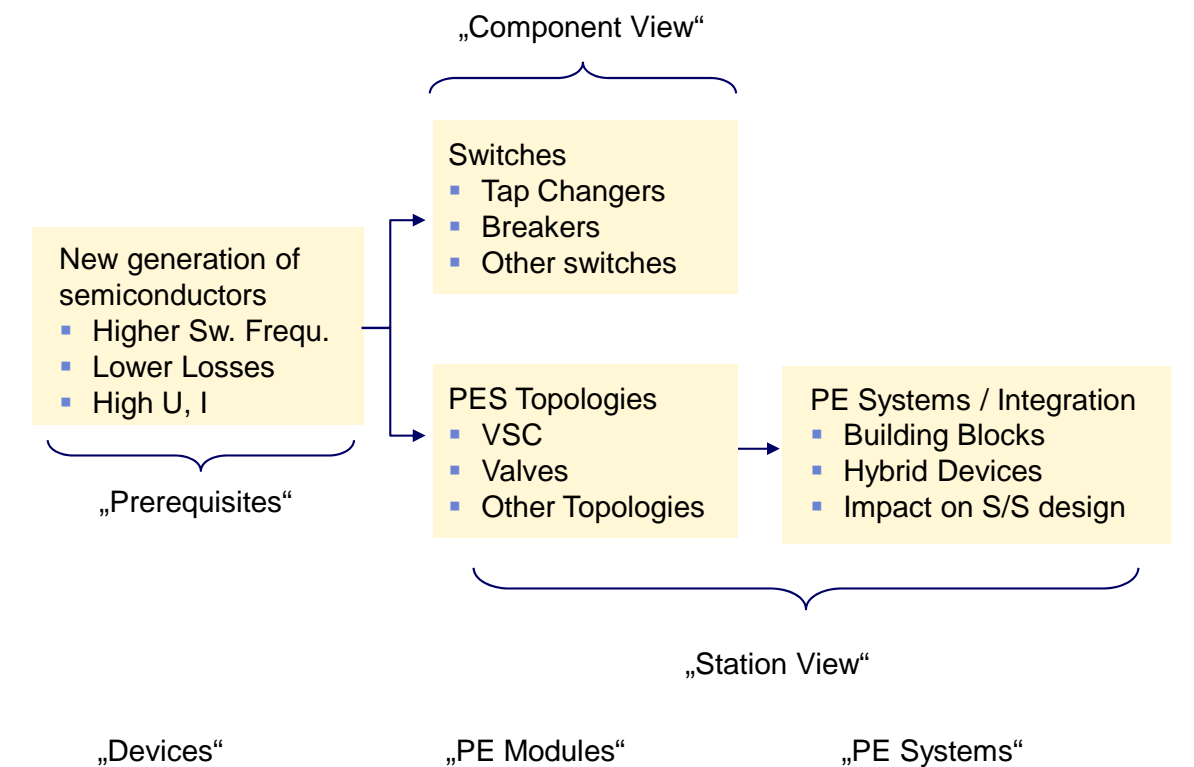 „Component View“
Switches
▪ Tap Changers
▪ Breakers
▪ Other switches
New generation of
semiconductors
▪ Higher Sw. Frequ.
▪ Lower Losses
▪ High U, I
„Prerequisites“
PES Topologies
▪ VSC
▪ Valves
▪ Other Topologies
PE Systems / Integration
▪ Building Blocks
▪ Hybrid Devices
▪ Impact on S/S design
„Station View“
„Devices“
„PE Modules“
„PE Systems“